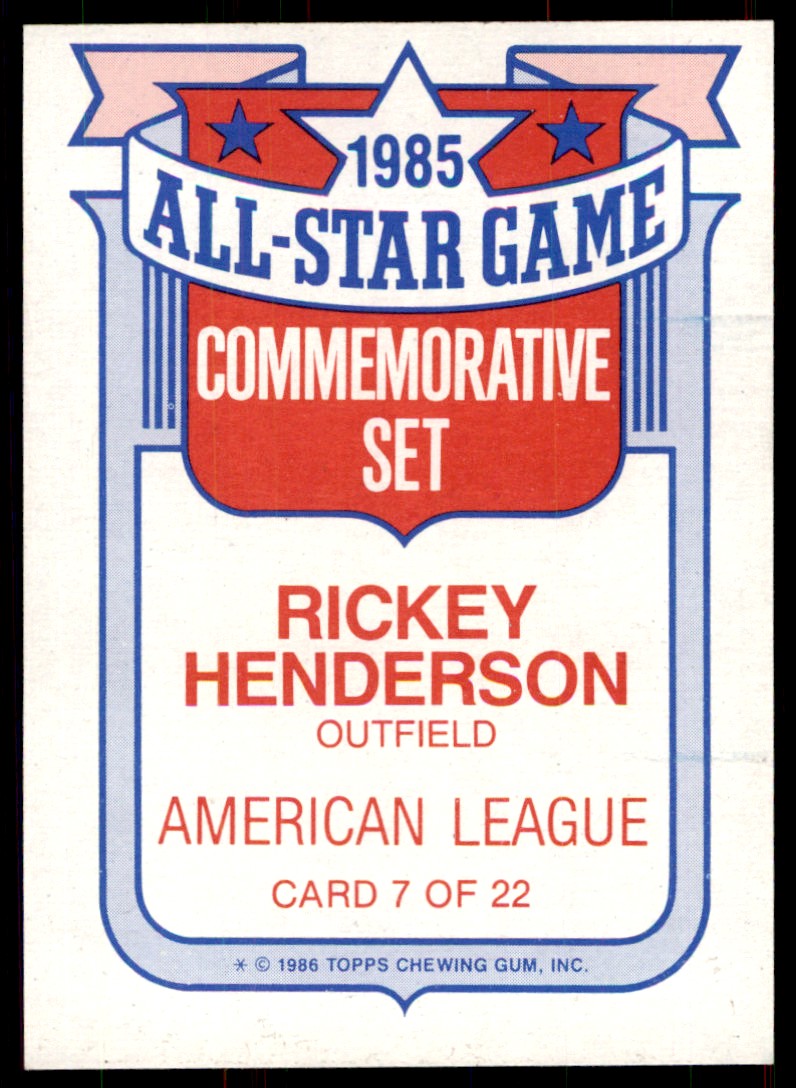 1985
ALL-STAR GAME
COMMEMORATIVE
SET
RICKEY
HENDERSON
OUTFIELD
AMERICAN LEAGUE
CARD 7 OF 22
* © 1986 TOPPS CHEWING GUM, INC.